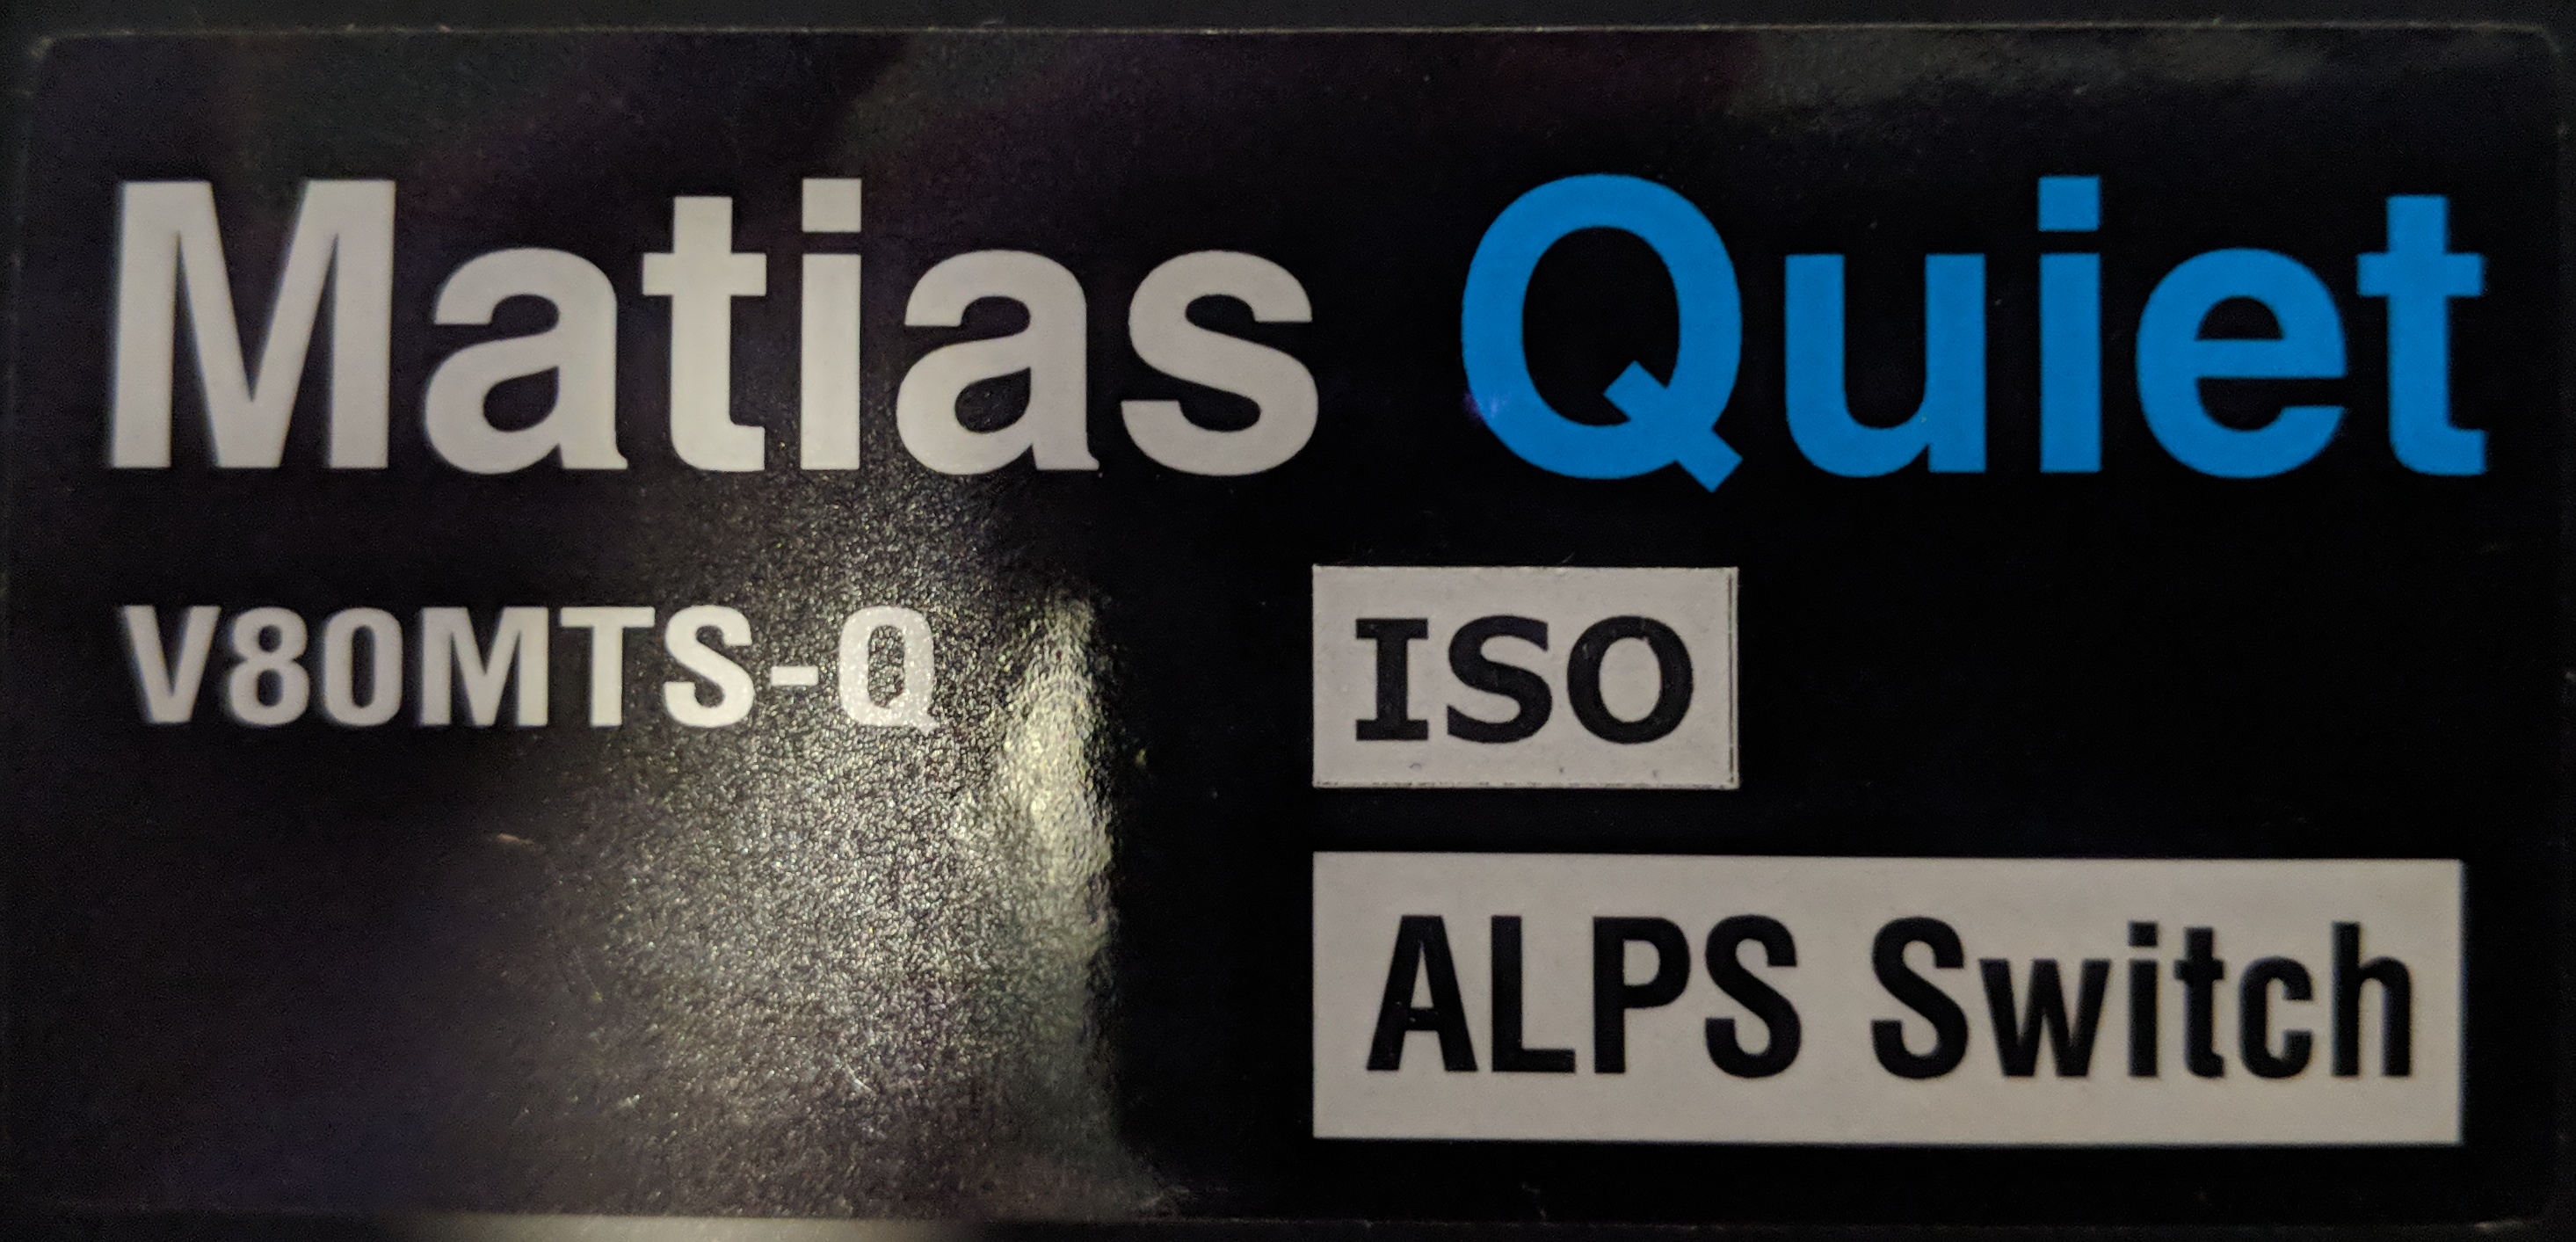 Matias Quiet
V80MTS-Q
ISO
ALPS Switch